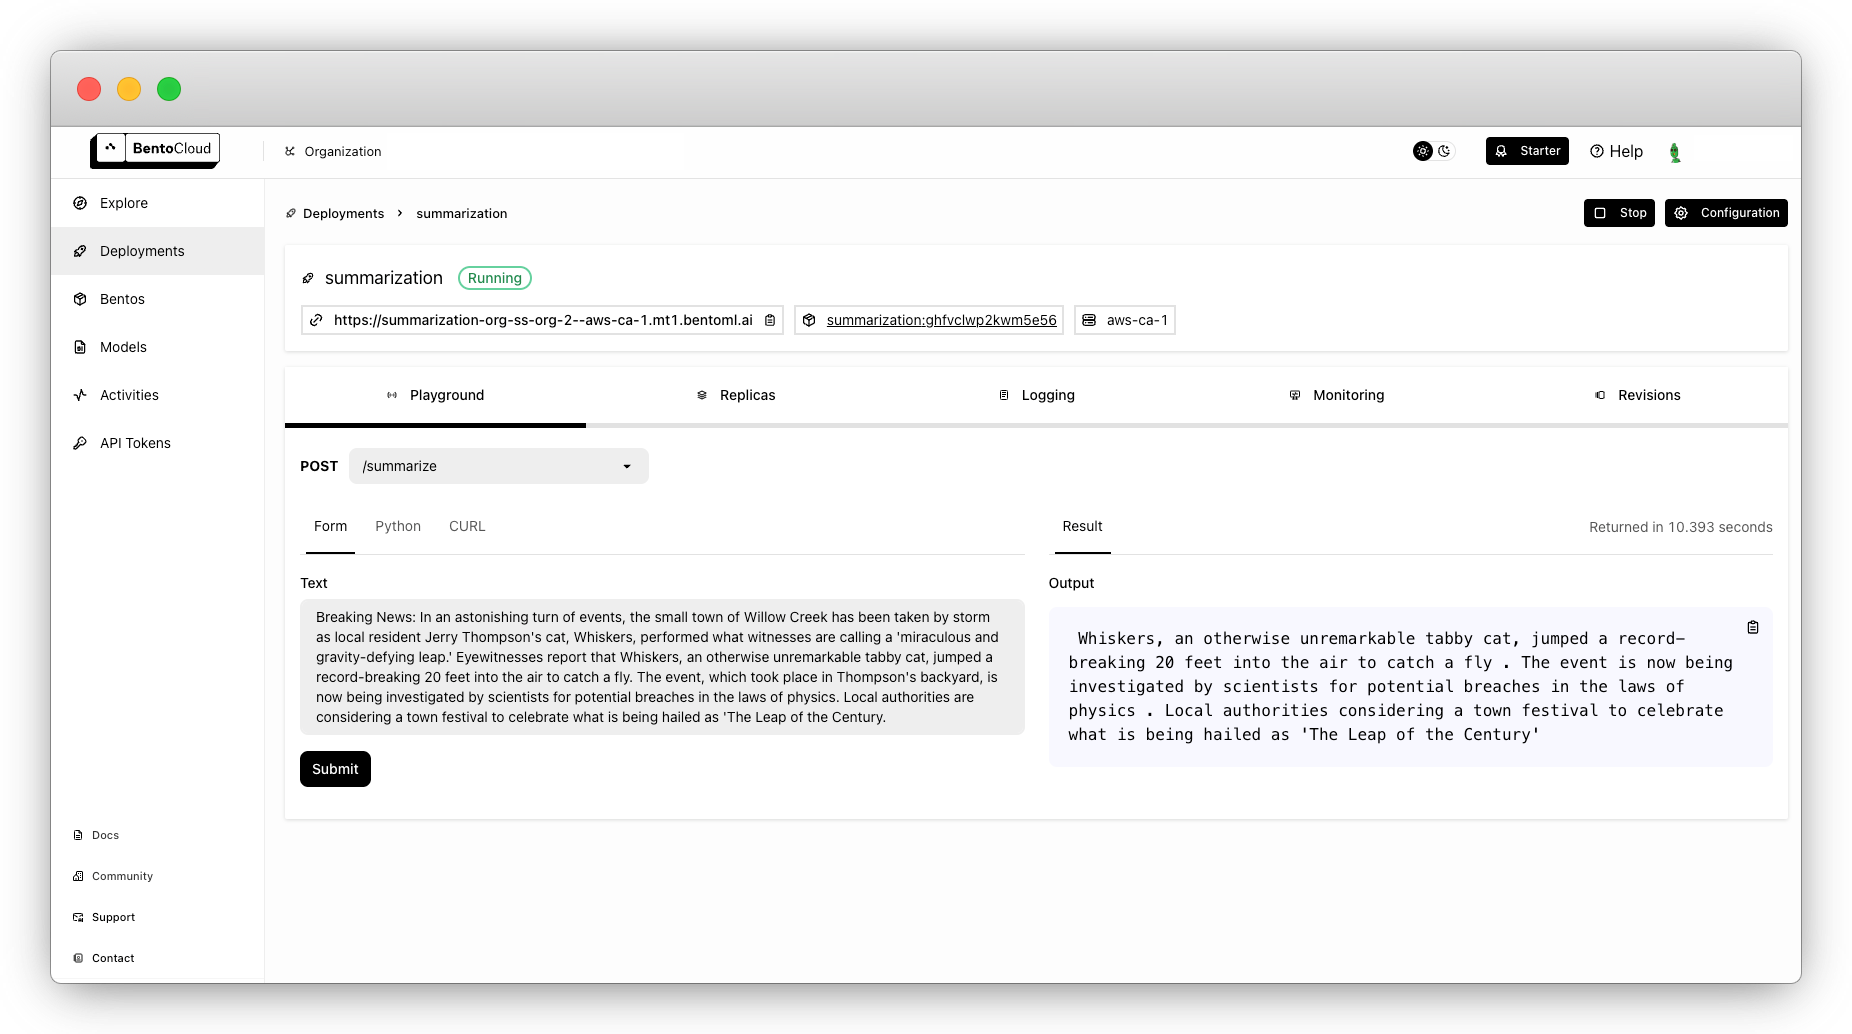 BentoCloud
Organization
Starter
Help
Explore
Deployments
Bentos
Models
Activities
API Tokens
Docs
Community
Support
Contact
Deployments › summarization
Stop
Configuration
summarization Running
https://summarization-org-ss-org-2--aws-ca-1.mt1.bentoml.ai
summarization:ghfvclwp2kwm5e56
aws-ca-1
Playground
Replicas
Logging
Monitoring
Revisions
POST /summarize
Form Python CURL
Text
Breaking News: In an astonishing turn of events, the small town of Willow Creek has been taken by storm
as local resident Jerry Thompson's cat, Whiskers, performed what witnesses are calling a 'miraculous and
gravity-defying leap.' Eyewitnesses report that Whiskers, an otherwise unremarkable tabby cat, jumped a
record-breaking 20 feet into the air to catch a fly. The event, which took place in Thompson's backyard, is
now being investigated by scientists for potential breaches in the laws of physics. Local authorities are
considering a town festival to celebrate what is being hailed as 'The Leap of the Century.
Submit
Result
Returned in 10.393 seconds
Output
Whiskers, an otherwise unremarkable tabby cat, jumped a record-
breaking 20 feet into the air to catch a fly . The event is now being
investigated by scientists for potential breaches in the laws of
physics . Local authorities considering a town festival to celebrate
what is being hailed as 'The Leap of the Century'